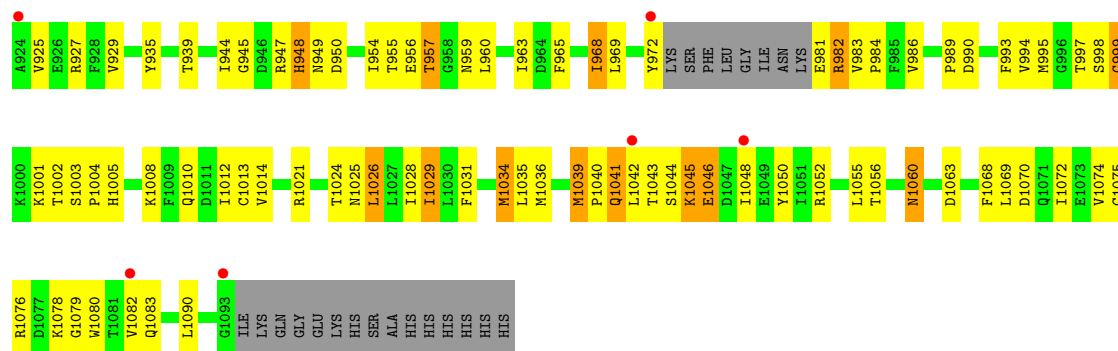 A924 V925 E926 R927 F928 V929 Y935 T939 I944 G945 D946 R947 H948 N949 D950 I954 T955 E956 T957 G958 N959 L960 I963 D964 F965 I968 L969 Y972 LYS SER PHE LEU GLY ILE ASN LYS E981 R982 V983 P984 F985 V986 P989 D990 F993 V994 M995 G996 T997 S998 G999
K1000 K1001 T1002 S1003 P1004 H1005 K1008 F1009 Q1010 D1011 I1012 C1013 V1014 R1021 T1024 N1025 L1026 L1027 I1028 I1029 L1030 F1031 M1034 L1035 M1036 M1039 P1040 Q1041 L1042 T1043 S1044 K1045 E1046 D1047 I1048 E1049 Y1050 I1051 R1052 L1055 T1056 N1060 D1063 F1068 L1069 D1070 Q1071 I1072 E1073 V1074 C1075
R1076 D1077 K1078 G1079 W1080 T1081 V1082 Q1083 L1090 G1093 ILE LYS GLN GLY GLU LYS HIS SER ALA HIS HIS HIS HIS HIS HIS HIS